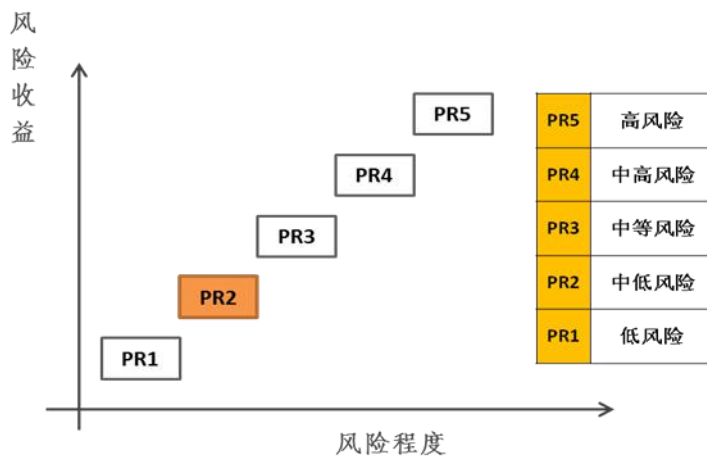 风
险
收
益
PR5
PR4
PR3
PR2
PR1
风险程度
PR5 高风险
PR4 中高风险
PR3 中等风险
PR2 中低风险
PR1 低风险